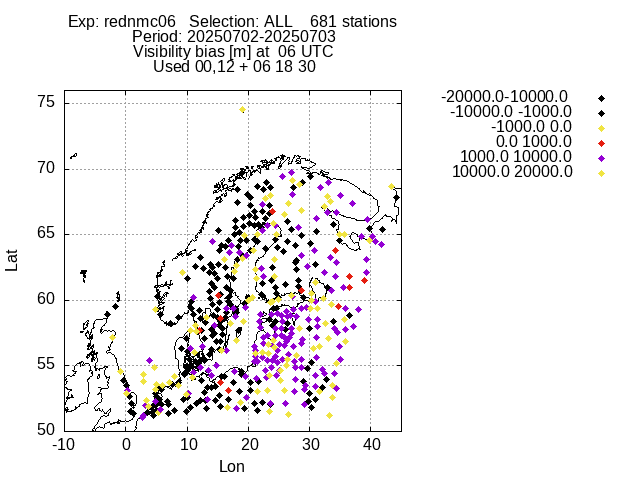 Exp: rednmc06   Selection: ALL    681 stations
Period: 20250702-20250703
Visibility bias [m] at  06 UTC
Used 00,12 + 06 18 30
-20000.0-10000.0
-10000.0 -1000.0
-1000.0 0.0
0.0 1000.0
1000.0 10000.0
10000.0 20000.0
75
70
65
60
55
50
Lat
-10 0 10 20 30 40
Lon